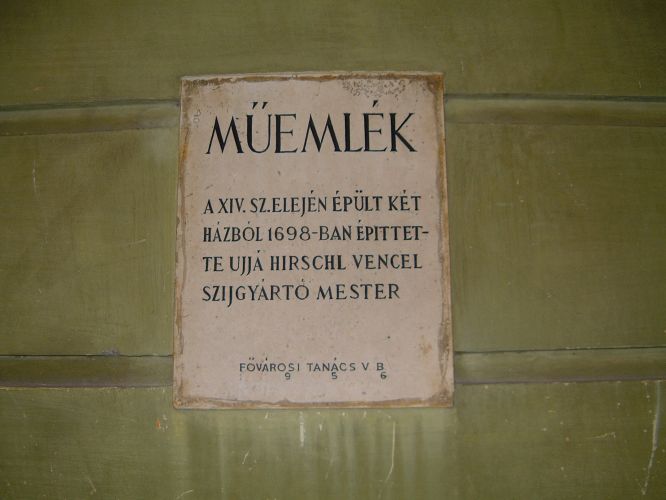 MŰEMLÉK
A XIV. SZ. ELEJÉN ÉPÜLT KÉT
HÁZBÓL 1698-BAN ÉPITTET-
TE UJJÁ HIRSCHL VENCEL
SZIJGYÁRTÓ MESTER
FŐVÁROSI TANÁCS V B
9 5 6